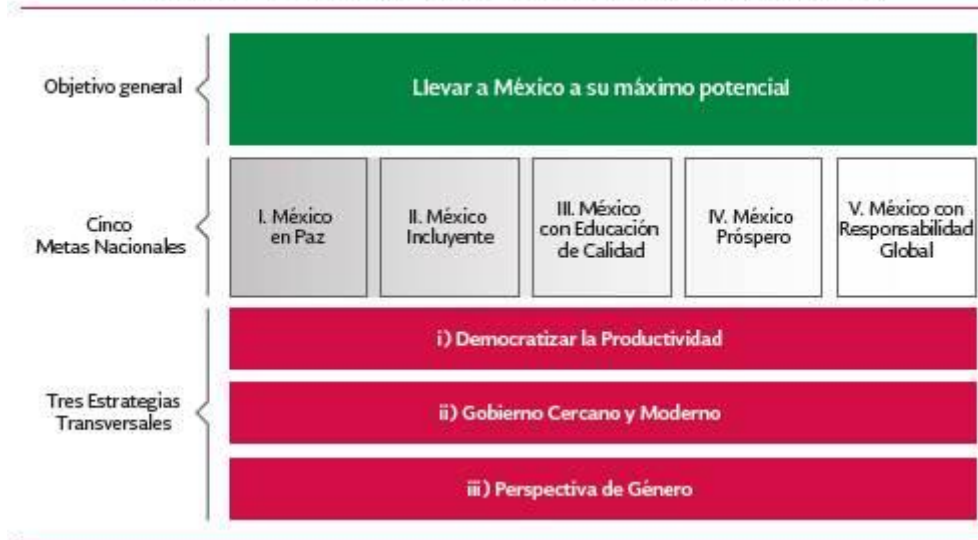 Objetivo general
Llevar a México a su máximo potencial
Cinco
Metas Nacionales
I. México
en Paz
II. México
Incluyente
III. México
con Educación
de Calidad
IV. México
Próspero
V. México con
Responsabilidad
Global
Tres Estrategias
Transversales
i) Democratizar la Productividad
ii) Gobierno Cercano y Moderno
iii) Perspectiva de Género